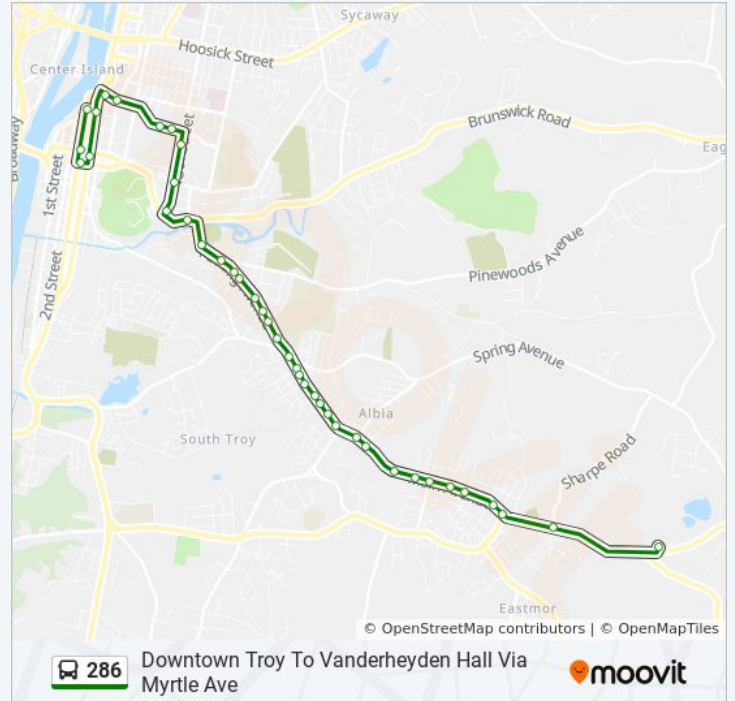 Sycaway
Hoosick Street
Center Island
Brunswick Road
Broadway
Eag
1st Street
Pinewoods Avenue
2nd Street
Spring Avenue
Albia
South Troy
Sharpe Road
Eastmor
© OpenStreetMap contributors | © OpenMapTiles
286
Downtown Troy To Vanderheyden Hall Via
Myrtle Ave
moovit